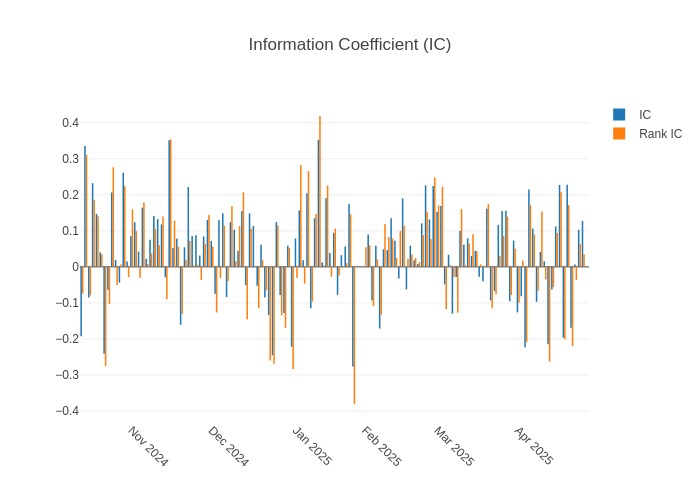 Information Coefficient (IC)
IC
Rank IC
0.4
0.3
0.2
0.1
0
−0.1
−0.2
−0.3
−0.4
Nov 2024
Dec 2024
Jan 2025
Feb 2025
Mar 2025
Apr 2025